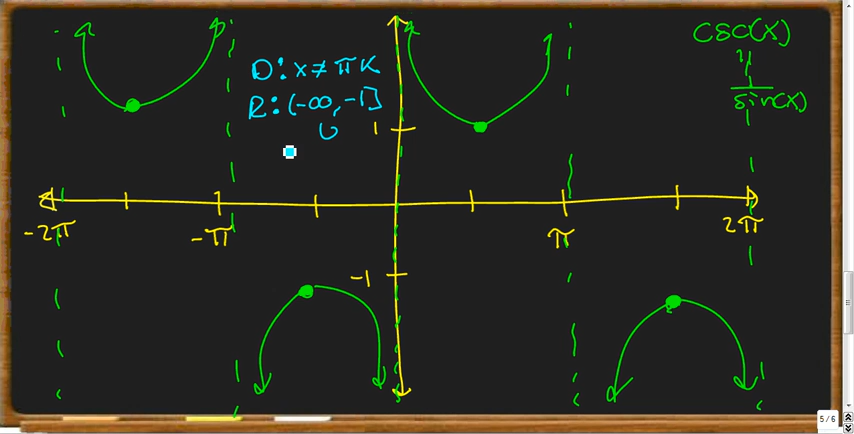 csc(x)
1
sin(x)
D: x ≠ πK
R: (-∞, -1]
∪
1
-2π
-π
π
2π
-1
5 / 6